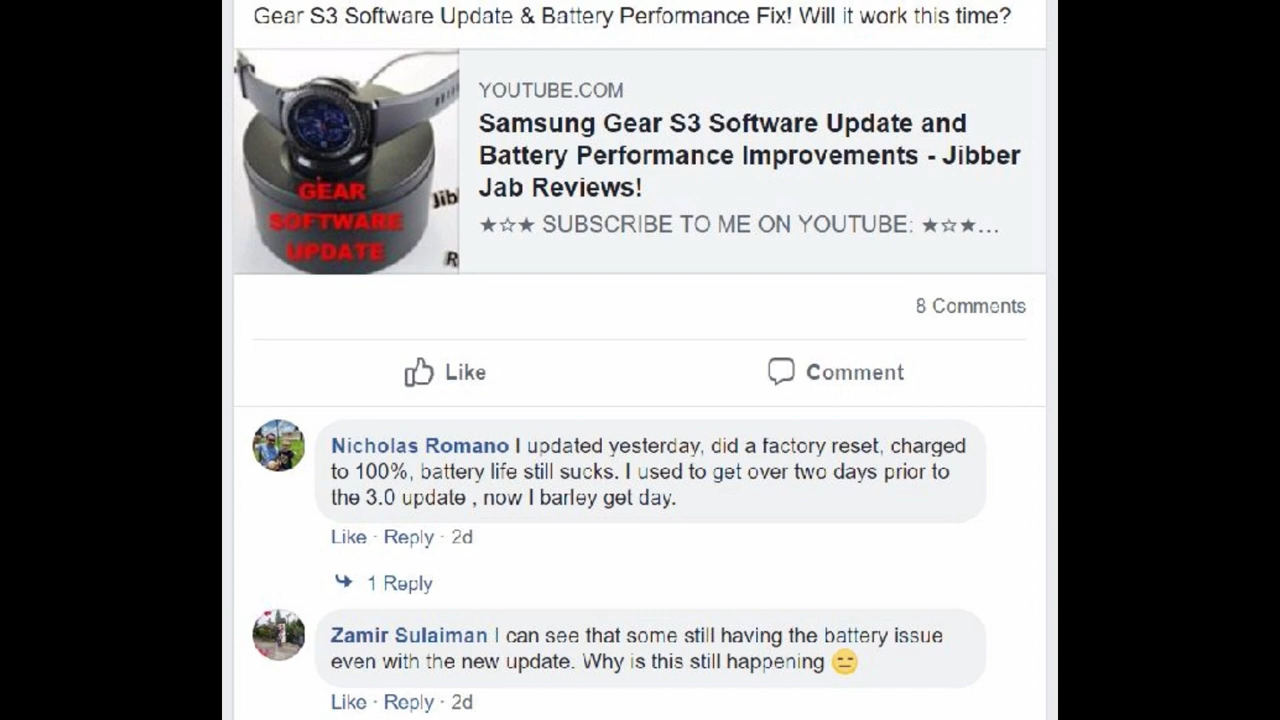 Gear S3 Software Update & Battery Performance Fix! Will it work this time?
YOUTUBE.COM
Samsung Gear S3 Software Update and
Battery Performance Improvements - Jibber
Jab Reviews!
★☆★ SUBSCRIBE TO ME ON YOUTUBE: ★☆★...
GEAR
SOFTWARE
UPDATE
Jib
R
8 Comments
Like
Comment
Nicholas Romano I updated yesterday, did a factory reset, charged
to 100%, battery life still sucks. I used to get over two days prior to
the 3.0 update , now I barley get day.
Like · Reply · 2d
1 Reply
Zamir Sulaiman I can see that some still having the battery issue
even with the new update. Why is this still happening 😑
Like · Reply · 2d